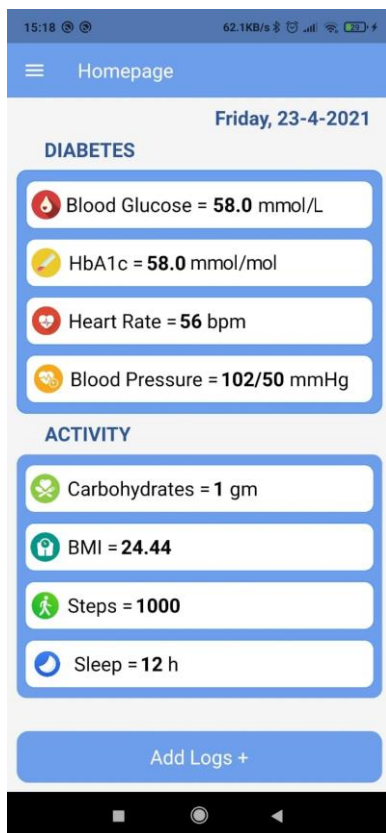 15:18 62.1KB/s 29
Homepage
Friday, 23-4-2021
DIABETES
Blood Glucose = 58.0 mmol/L
HbA1c = 58.0 mmol/mol
Heart Rate = 56 bpm
Blood Pressure = 102/50 mmHg
ACTIVITY
Carbohydrates = 1 gm
BMI = 24.44
Steps = 1000
Sleep = 12 h
Add Logs +